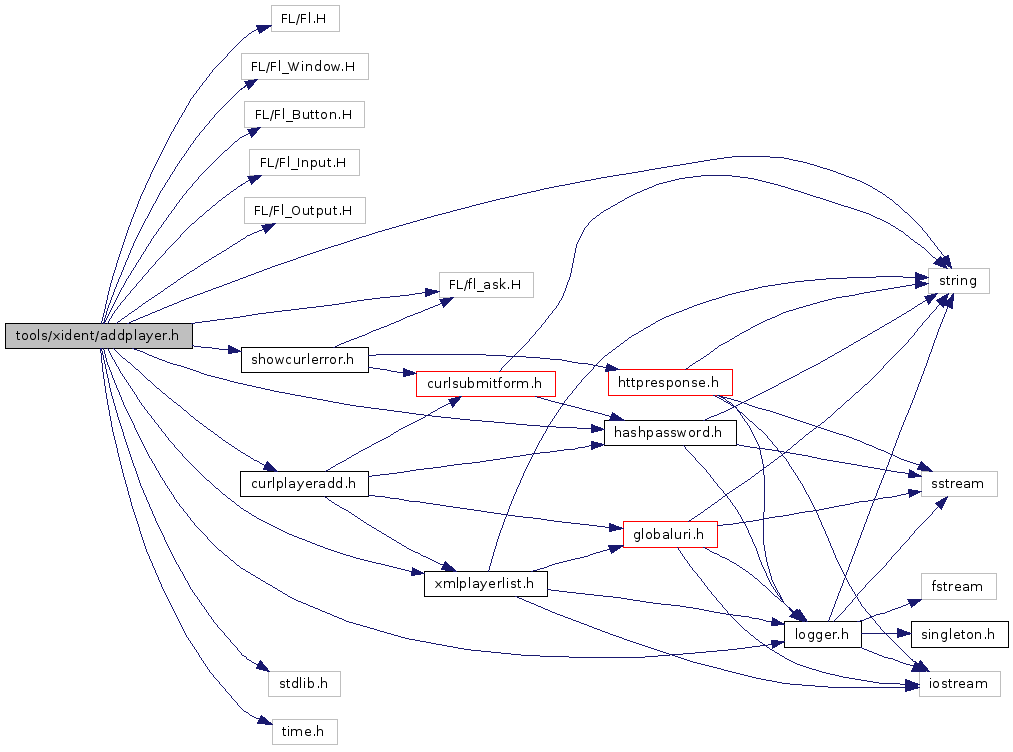 FL/Fl.H
FL/Fl_Window.H
FL/Fl_Button.H
FL/Fl_Input.H
FL/Fl_Output.H
string
FL/fl_ask.H
tools/xident/addplayer.h
showcurlerror.h
curlsubmitform.h
httpresponse.h
hashpassword.h
curlplayeradd.h
sstream
globaluri.h
xmlplayerlist.h
fstream
logger.h
singleton.h
stdlib.h
iostream
time.h